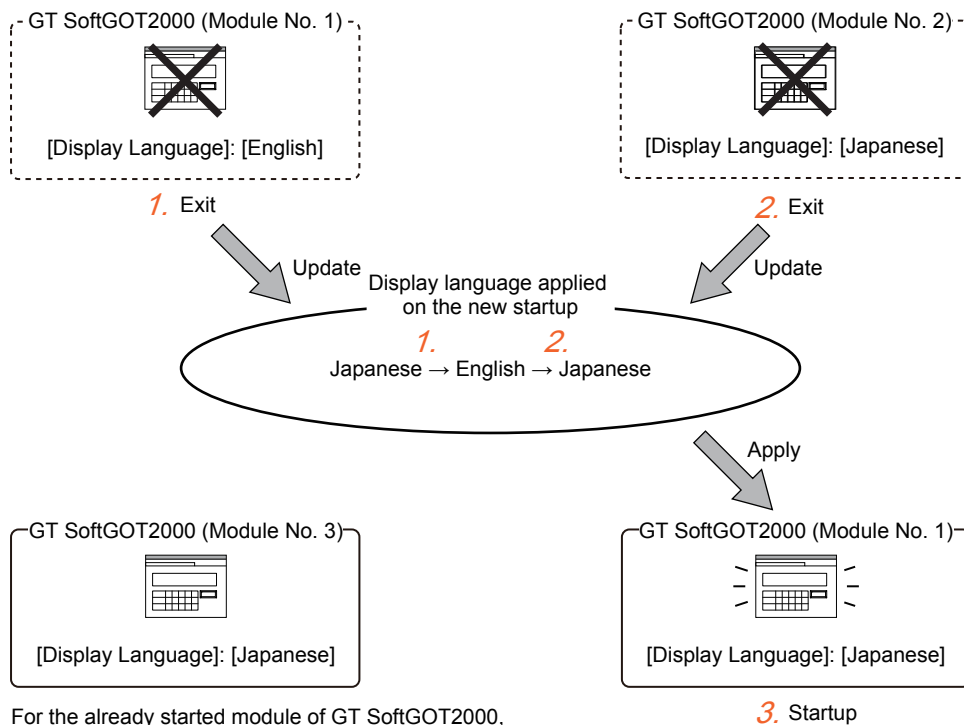 GT SoftGOT2000 (Module No. 1)
[Display Language]: [English]
1. Exit
Update
GT SoftGOT2000 (Module No. 2)
[Display Language]: [Japanese]
2. Exit
Update
Display language applied
on the new startup
1. 2.
Japanese → English → Japanese
Apply
GT SoftGOT2000 (Module No. 3)
[Display Language]: [Japanese]
For the already started module of GT SoftGOT2000,
GT SoftGOT2000 (Module No. 1)
[Display Language]: [Japanese]
3. Startup